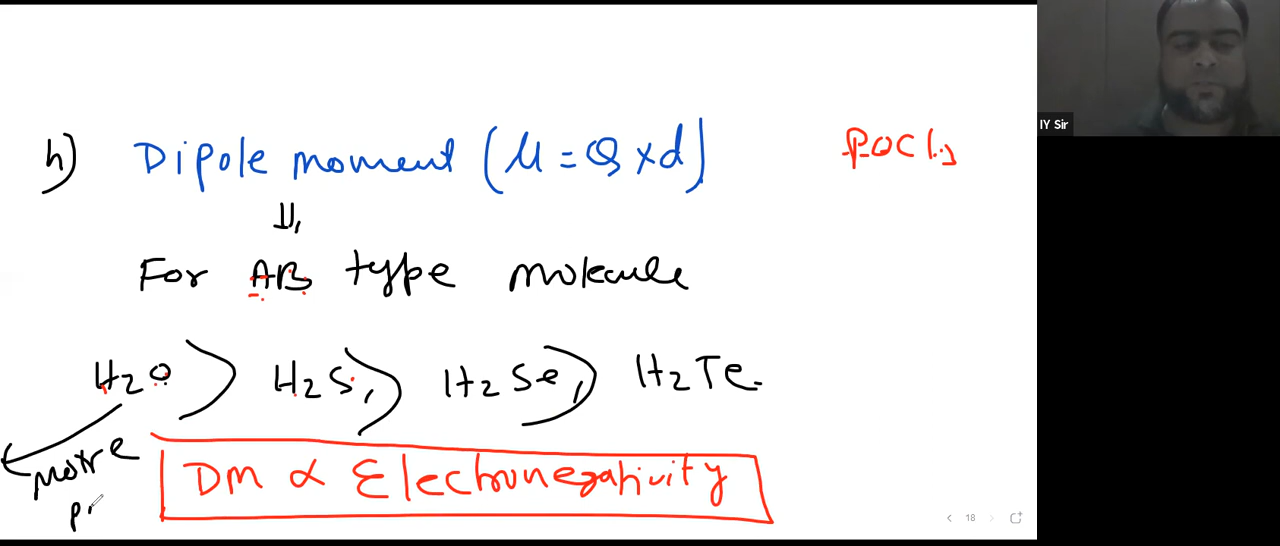 h) Dipole moment (μ = Q × d) POCl3
⇓
For AB type molecule
H2O > H2S, > H2Se, > H2Te.
more
DM ∝ Electronegativity
IY Sir
18